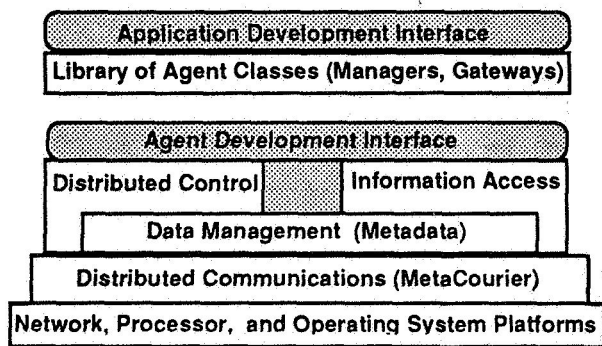 Application Development Interface
Library of Agent Classes (Managers, Gateways)
Agent Development Interface
Distributed Control
Information Access
Data Management (Metadata)
Distributed Communications (MetaCourier)
Network, Processor, and Operating System Platforms